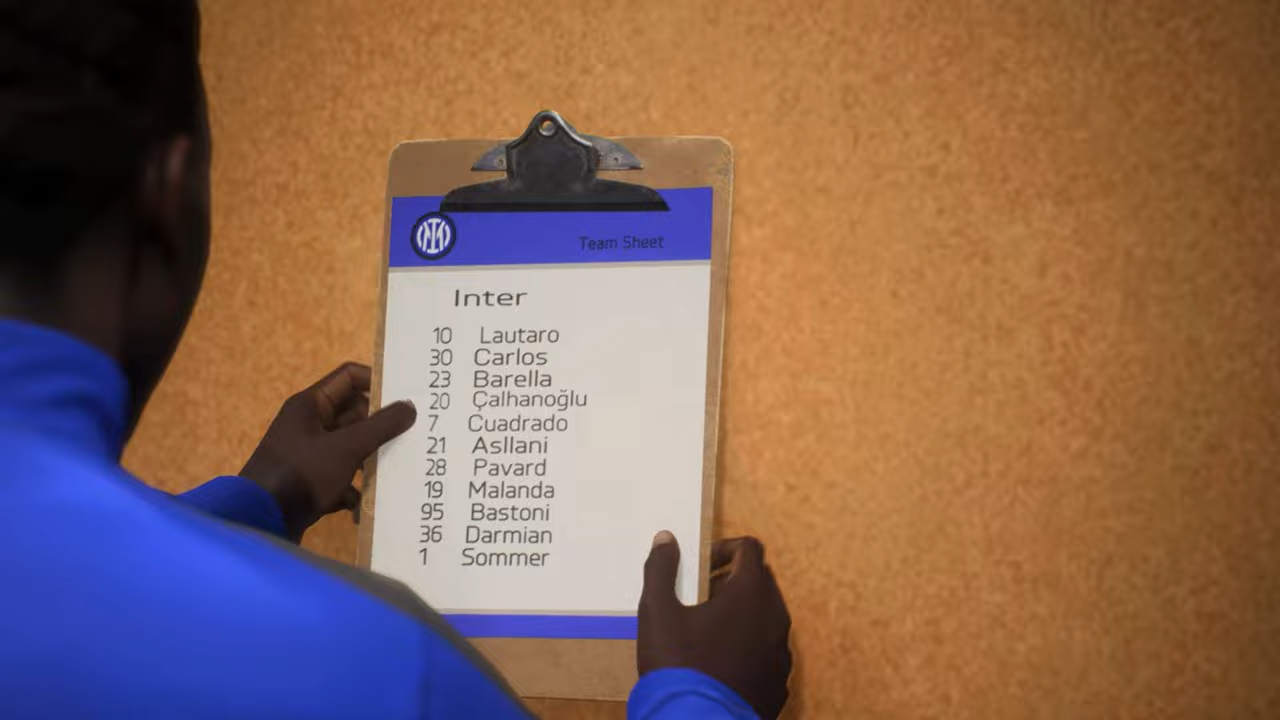 Team Sheet
Inter
10 Lautaro
30 Carlos
23 Barella
20 Çalhanoğlu
7 Cuadrado
21 Asllani
28 Pavard
19 Malanda
95 Bastoni
36 Darmian
1 Sommer